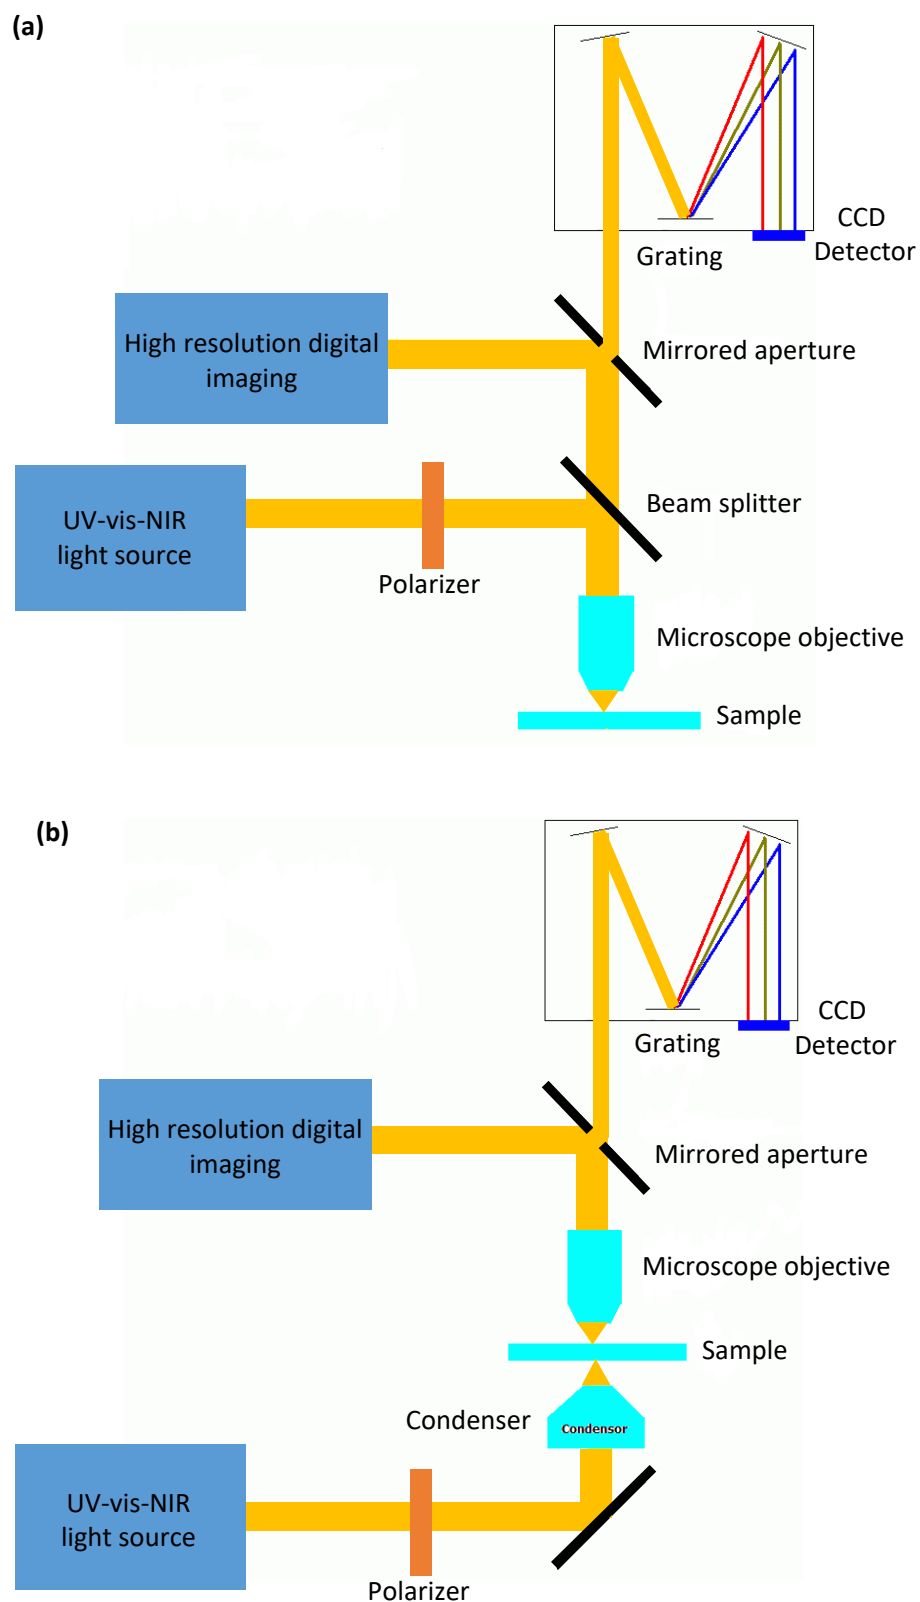 (a)
CCD
Detector
Grating
High resolution digital
imaging
Mirrored aperture
UV-vis-NIR
light source
Beam splitter
Polarizer
Microscope objective
Sample
(b)
CCD
Detector
Grating
High resolution digital
imaging
Mirrored aperture
Microscope objective
Sample
Condenser
Condensor
UV-vis-NIR
light source
Polarizer